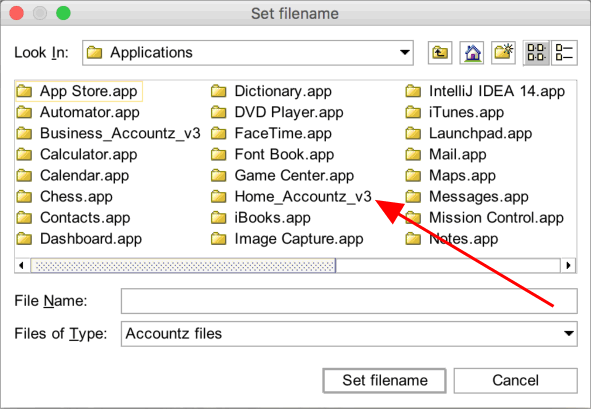 Set filename
Look In: Applications
App Store.app Dictionary.app IntelliJ IDEA 14.app
Automator.app DVD Player.app iTunes.app
Business_Accountz_v3 FaceTime.app Launchpad.app
Calculator.app Font Book.app Mail.app
Calendar.app Game Center.app Maps.app
Chess.app Home_Accountz_v3 Messages.app
Contacts.app iBooks.app Mission Control.app
Dashboard.app Image Capture.app Notes.app
File Name:
Files of Type: Accountz files
Set filename Cancel